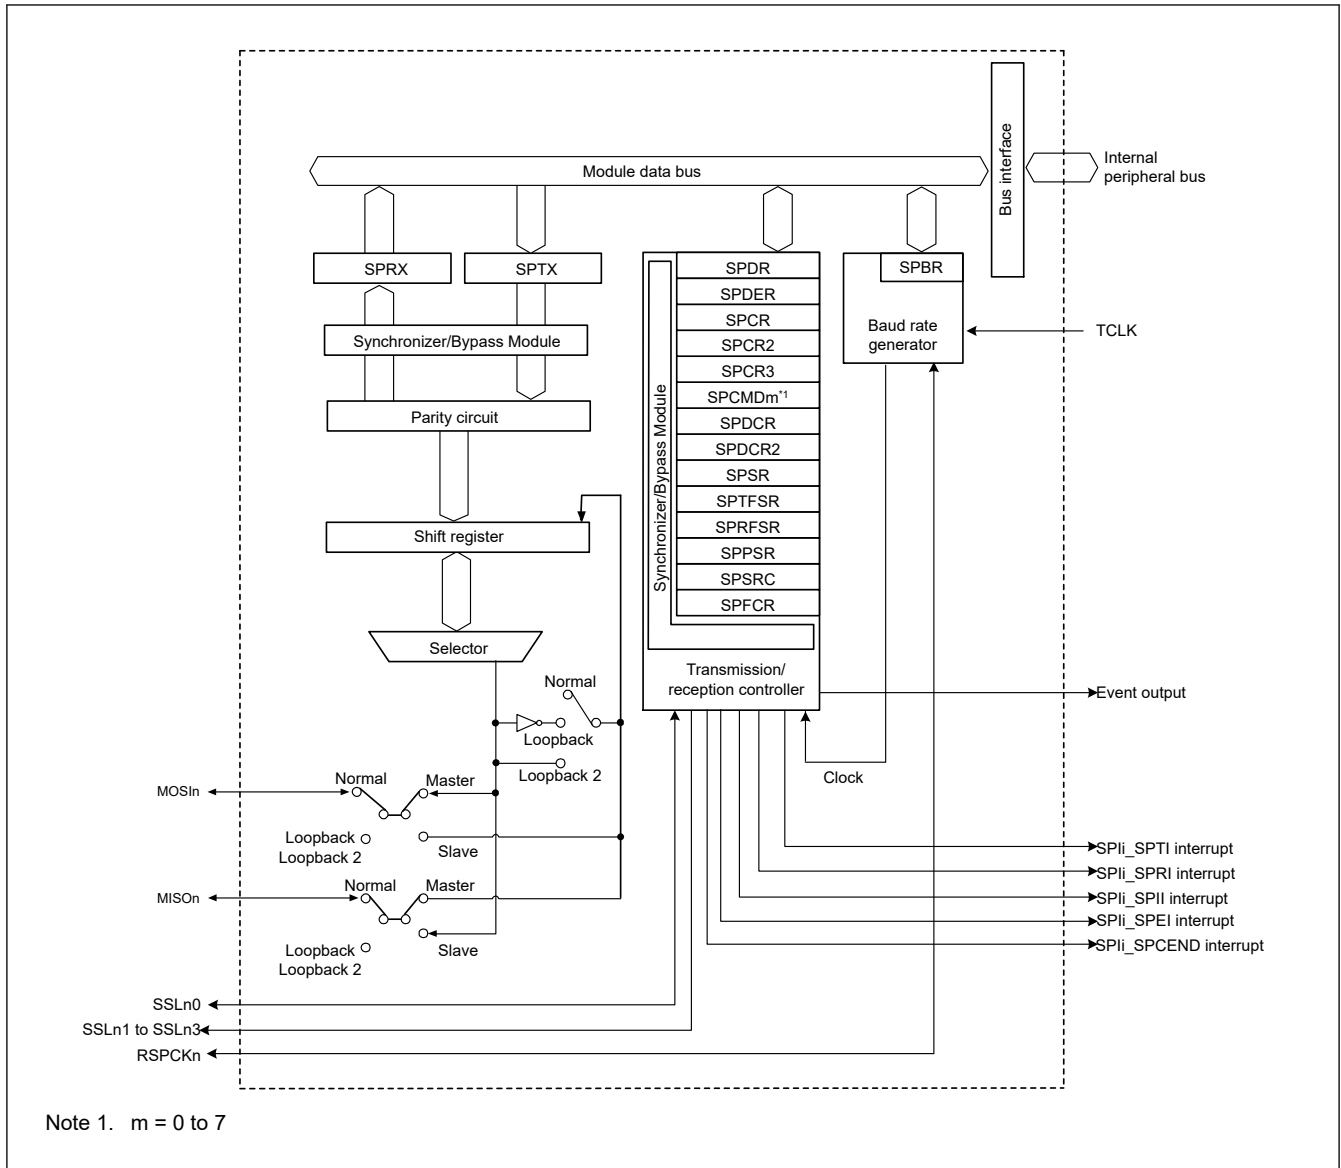 Module data bus
Bus interface
Internal
peripheral bus
SPRX
SPTX
Synchronizer/Bypass Module
Parity circuit
Shift register
Selector
Synchronizer/Bypass Module
SPDR
SPDER
SPCR
SPCR2
SPCR3
SPCMDm*1
SPDCR
SPDCR2
SPSR
SPTFSR
SPRFSR
SPPSR
SPSRC
SPFCR
Transmission/
reception controller
SPBR
Baud rate
generator
TCLK
Event output
Clock
Normal
Loopback
Loopback 2
MOSIn
Normal
Master
Loopback
Loopback 2
Slave
MISOn
Normal
Master
Loopback
Loopback 2
Slave
SPIi_SPTI interrupt
SPIi_SPRI interrupt
SPIi_SPII interrupt
SPIi_SPEI interrupt
SPIi_SPCEND interrupt
SSLn0
SSLn1 to SSLn3
RSPCKn
Note 1. m = 0 to 7